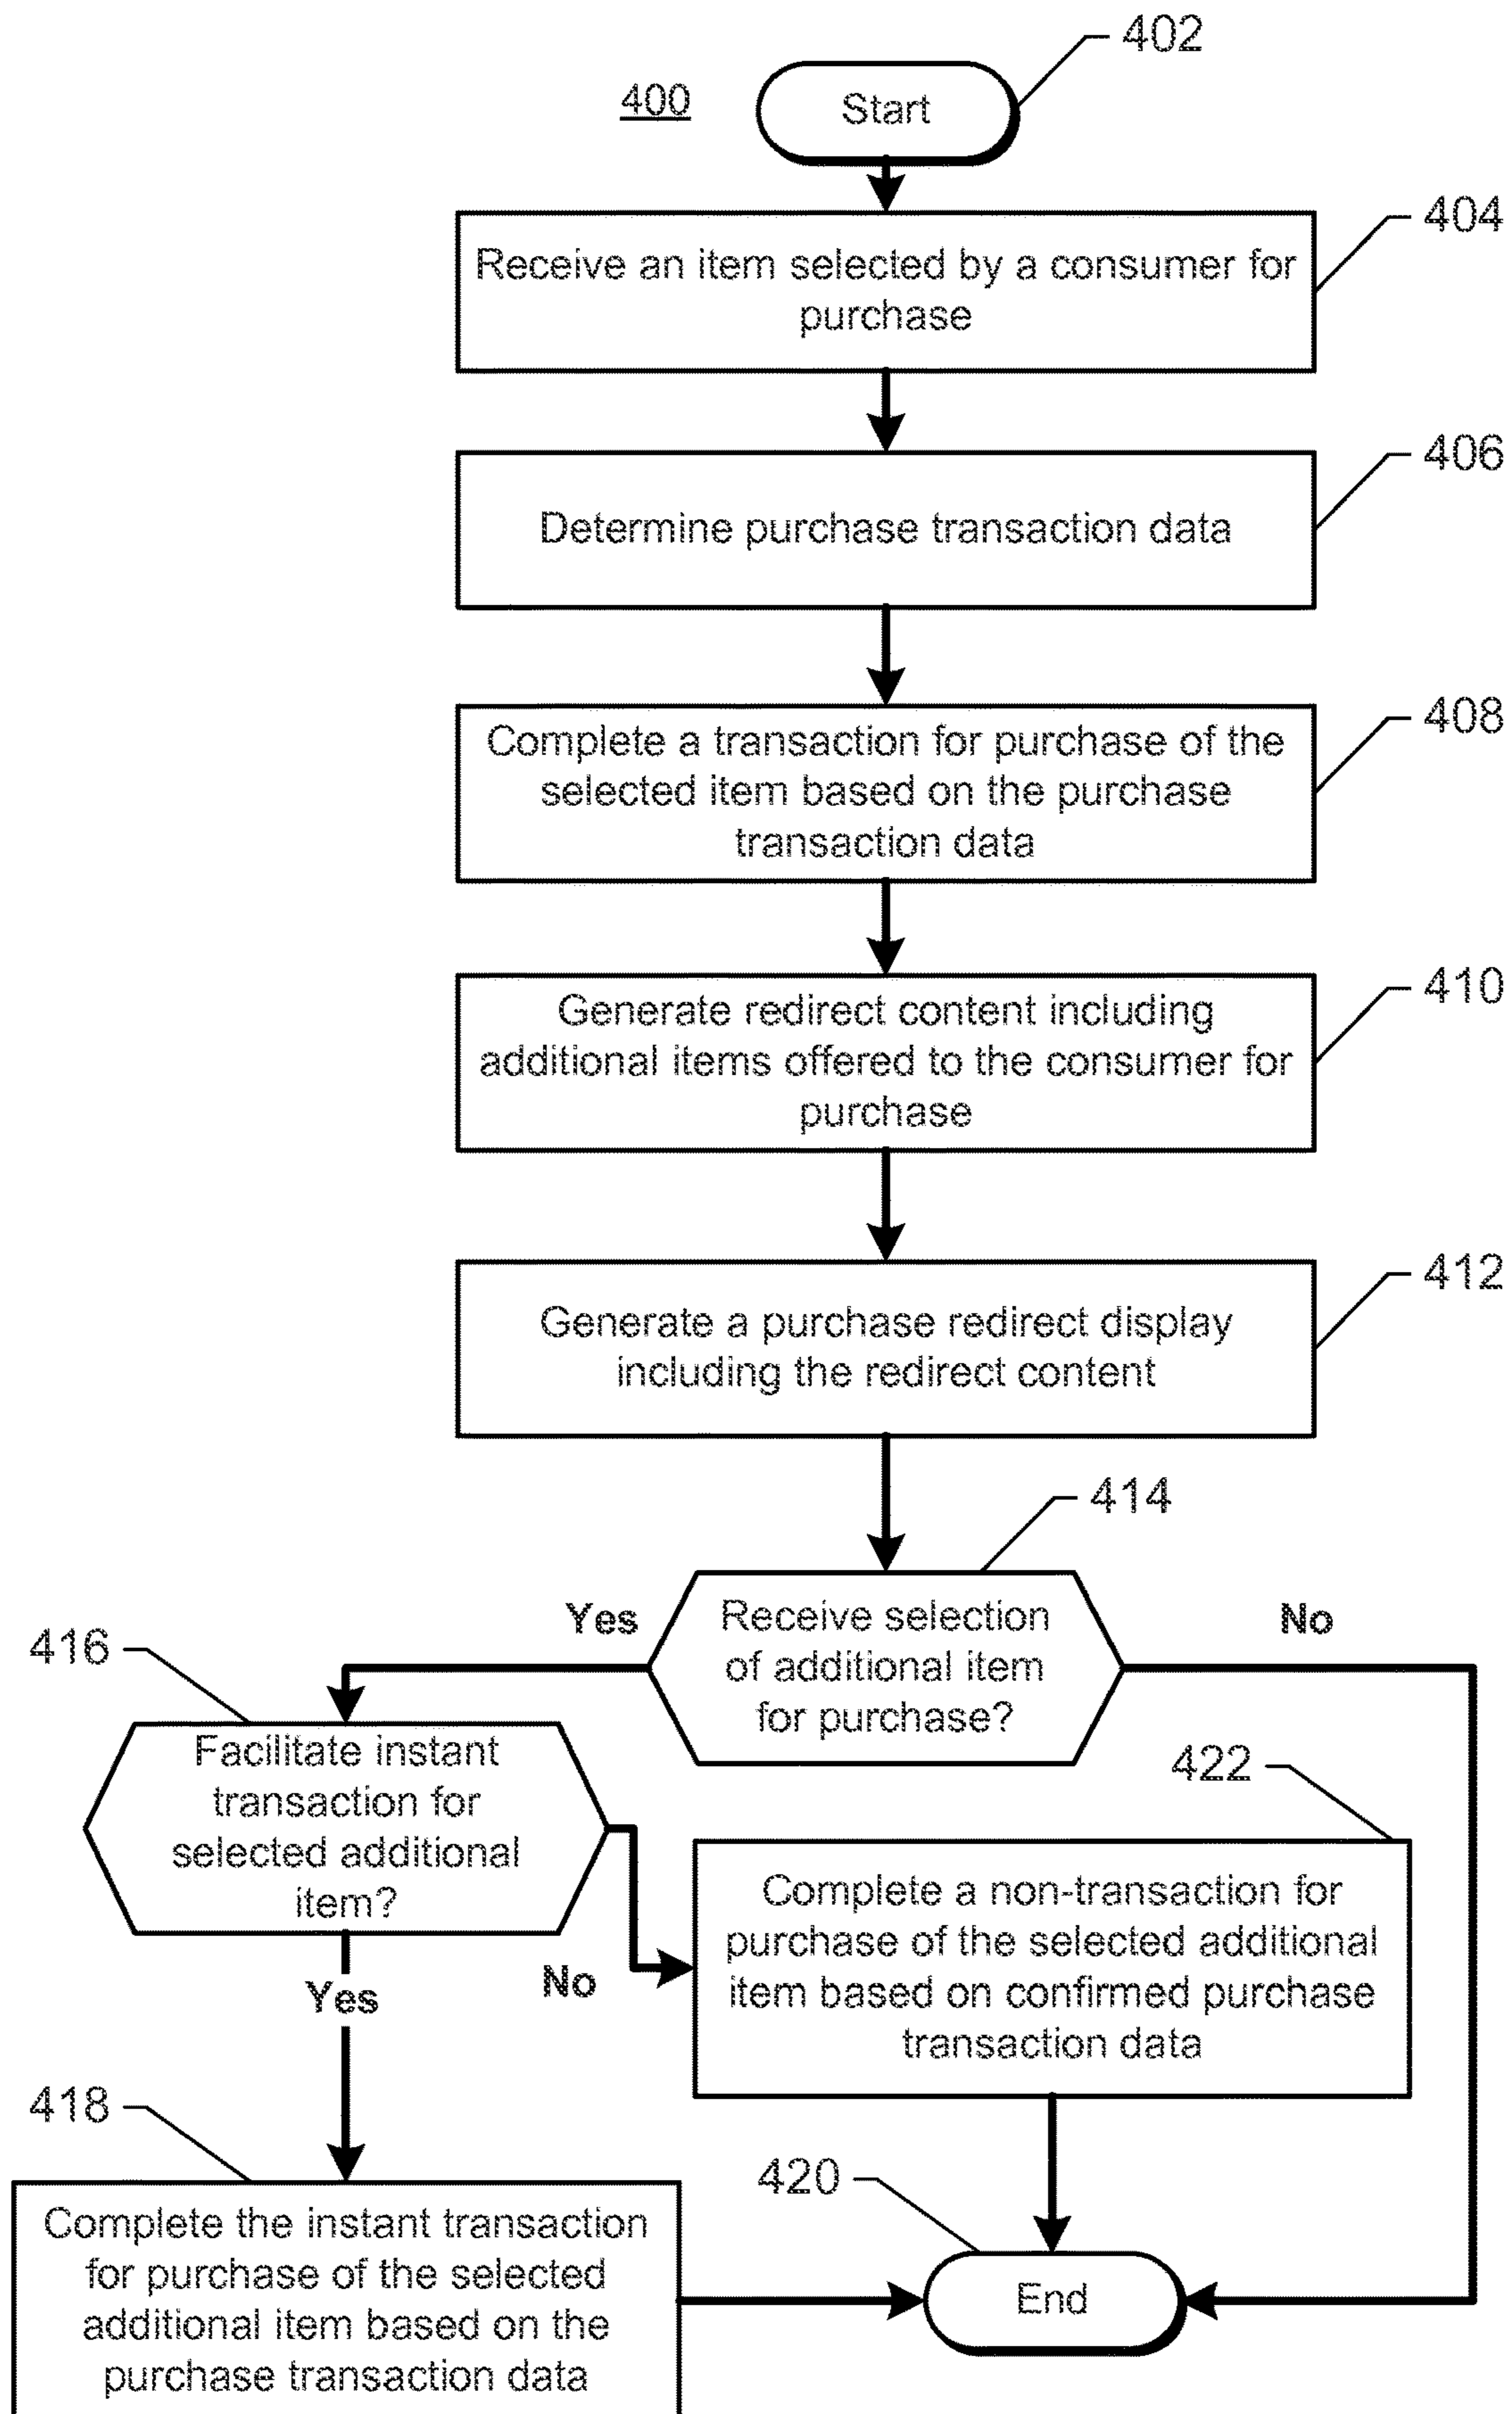 402
400
Start
404
Receive an item selected by a consumer for
purchase
406
Determine purchase transaction data
408
Complete a transaction for purchase of the
selected item based on the purchase
transaction data
410
Generate redirect content including
additional items offered to the consumer for
purchase
412
Generate a purchase redirect display
including the redirect content
414
Receive selection
of additional item
for purchase?
Yes
No
416
Facilitate instant
transaction for
selected additional
item?
Yes
No
422
Complete a non-transaction for
purchase of the selected additional
item based on confirmed purchase
transaction data
418
Complete the instant transaction
for purchase of the selected
additional item based on the
purchase transaction data
420
End